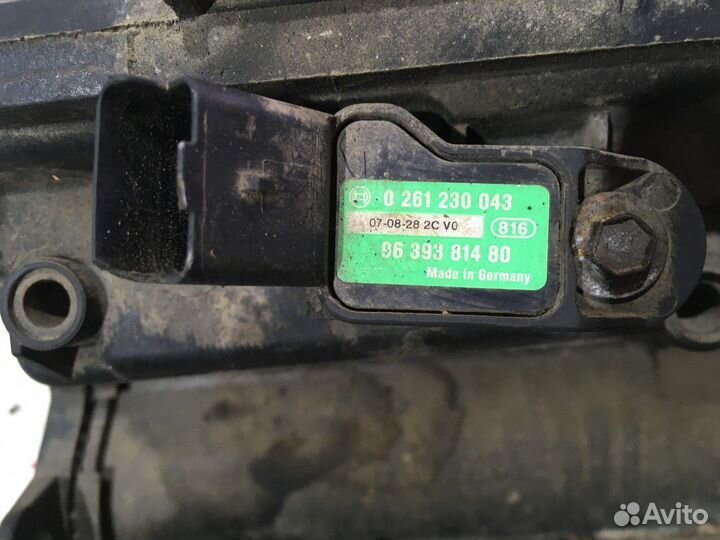 0 261 230 043
07-08-28 2C V0
816
96 393 814 80
Made in Germany
Avito